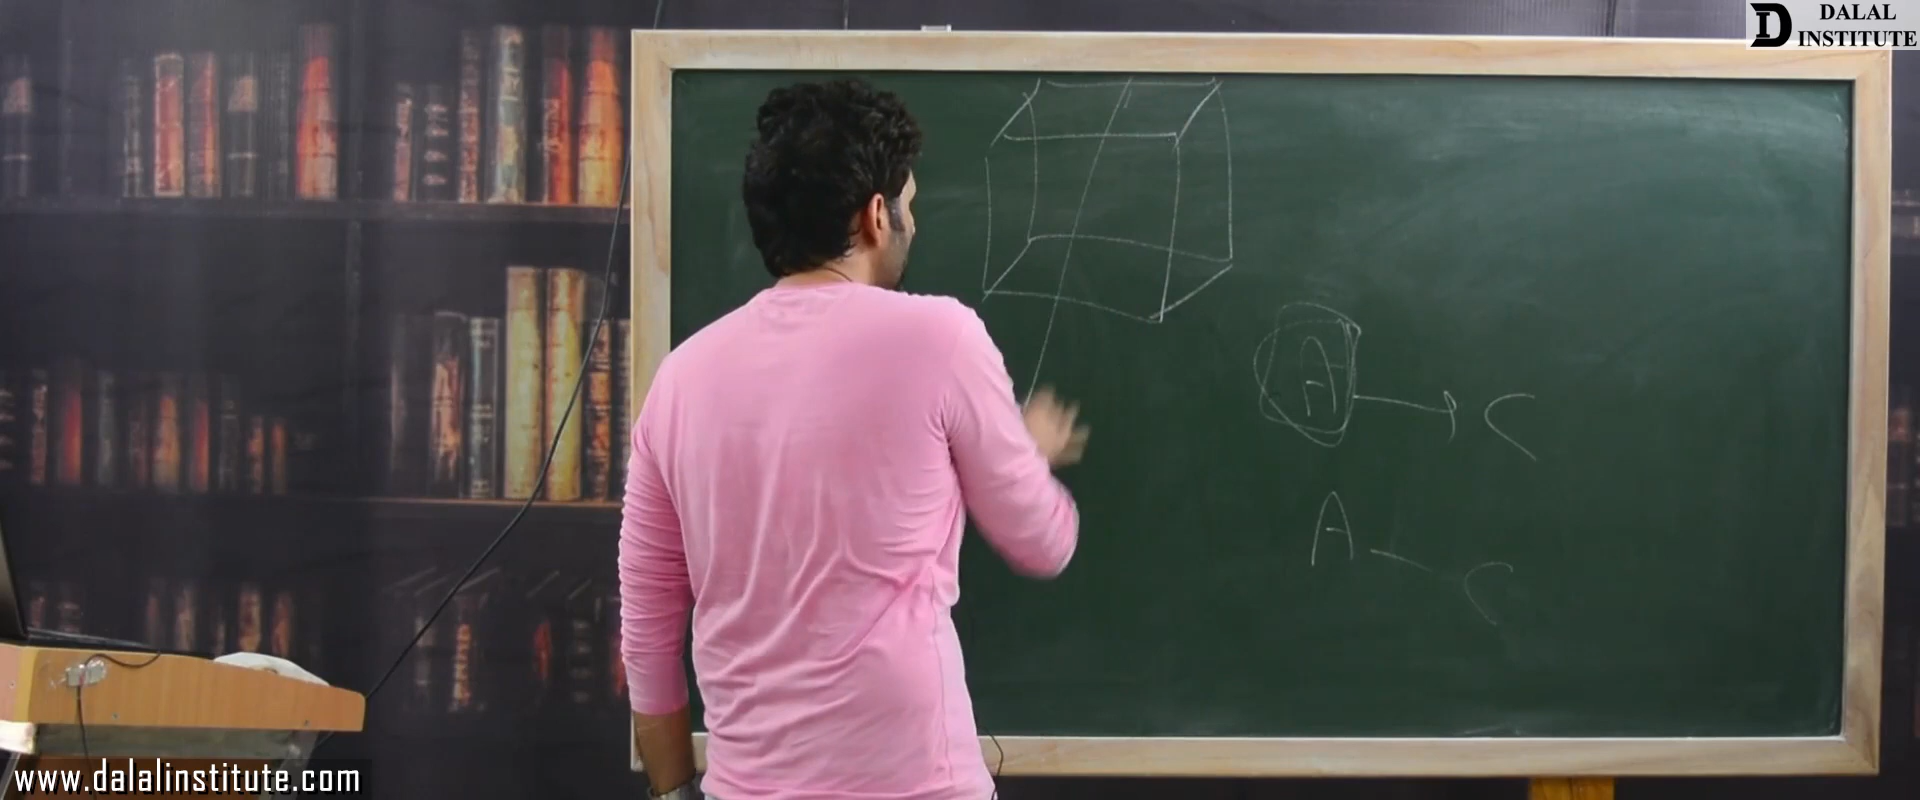 DALAL
INSTITUTE
A → C
A — C
www.dalalinstitute.com